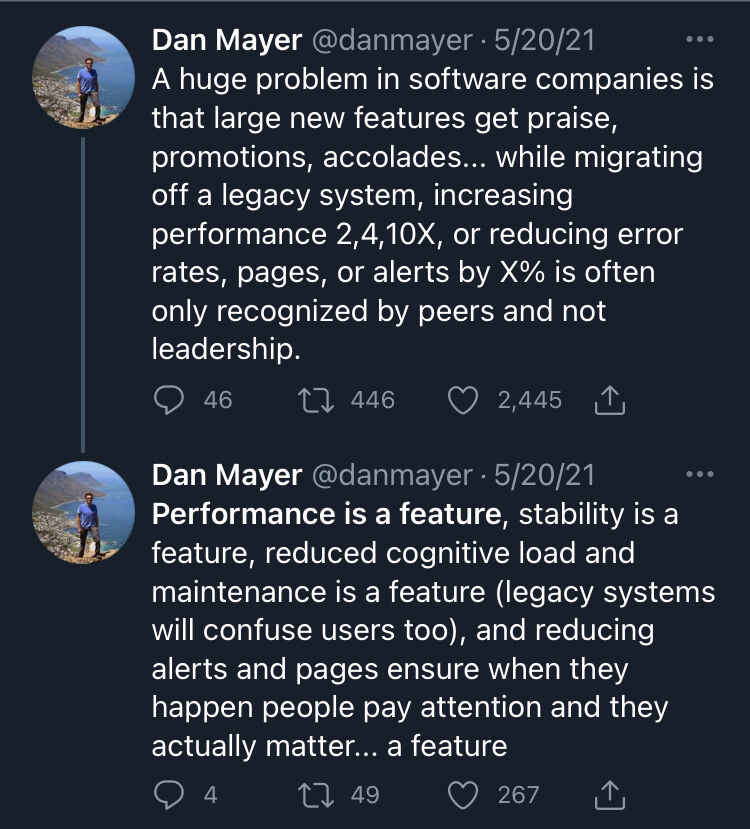 Dan Mayer @danmayer · 5/20/21
A huge problem in software companies is
that large new features get praise,
promotions, accolades... while migrating
off a legacy system, increasing
performance 2,4,10X, or reducing error
rates, pages, or alerts by X% is often
only recognized by peers and not
leadership.
46 446 2,445
Dan Mayer @danmayer · 5/20/21
Performance is a feature, stability is a
feature, reduced cognitive load and
maintenance is a feature (legacy systems
will confuse users too), and reducing
alerts and pages ensure when they
happen people pay attention and they
actually matter... a feature
4 49 267